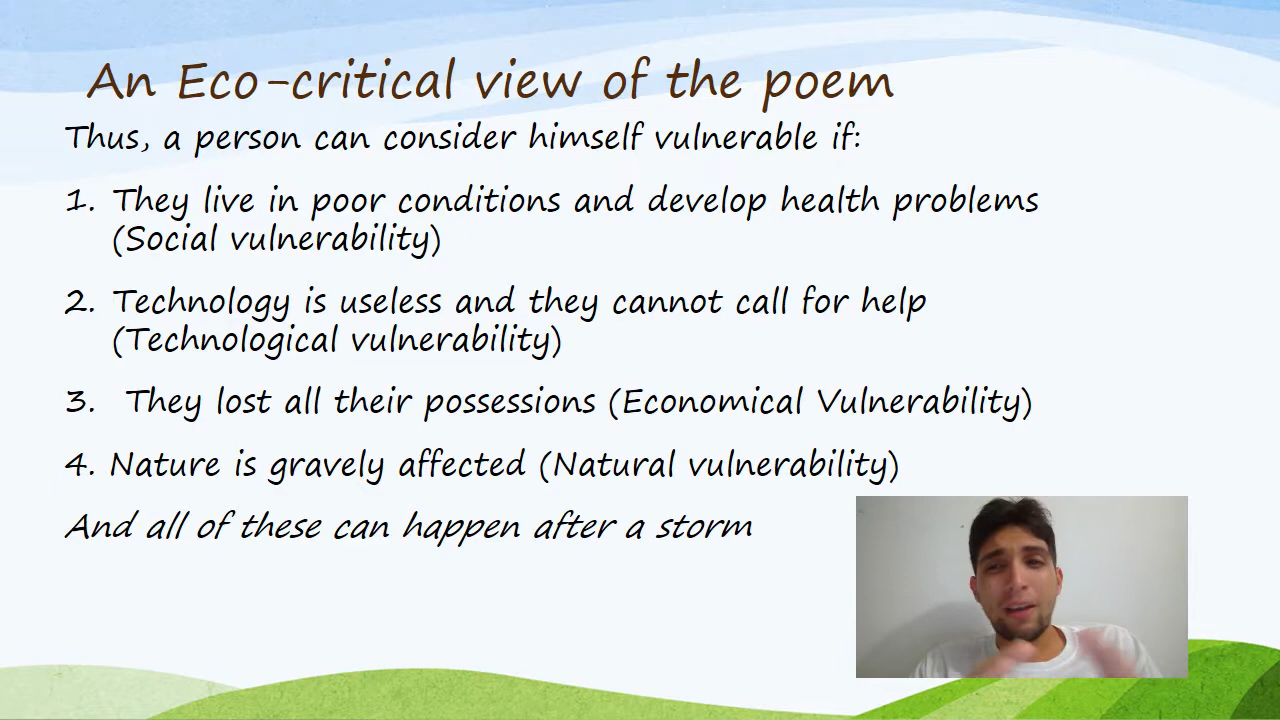 An Eco-critical view of the poem
Thus, a person can consider himself vulnerable if:
1. They live in poor conditions and develop health problems
(Social vulnerability)
2. Technology is useless and they cannot call for help
(Technological vulnerability)
3. They lost all their possessions (Economical Vulnerability)
4. Nature is gravely affected (Natural vulnerability)
And all of these can happen after a storm